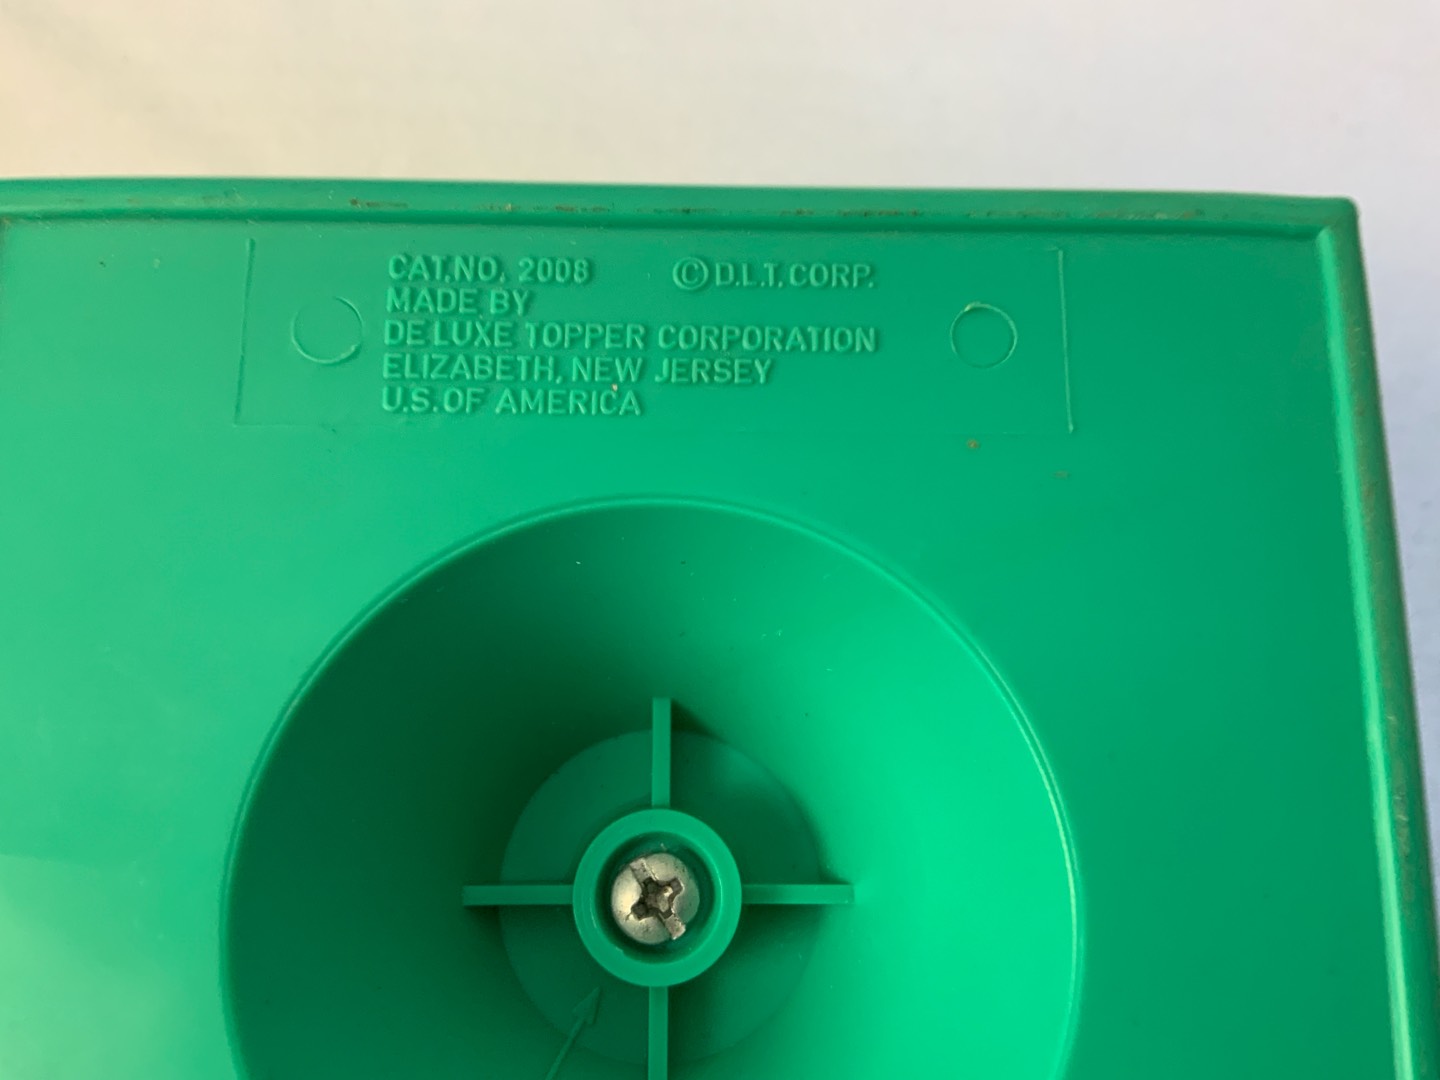 CAT.NO. 2008 © D.L.T. CORP.
MADE BY
DE LUXE TOPPER CORPORATION
ELIZABETH, NEW JERSEY
U.S. OF AMERICA